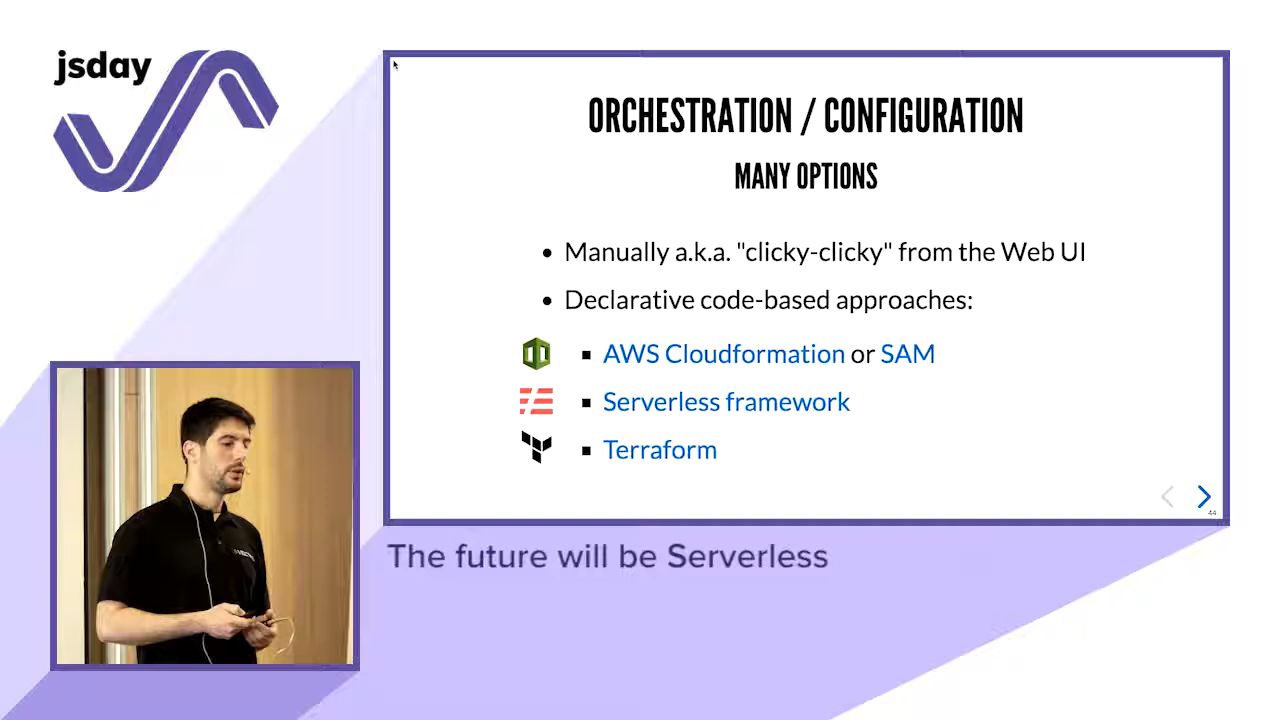 jsday
ORCHESTRATION / CONFIGURATION
MANY OPTIONS
• Manually a.k.a. "clicky-clicky" from the Web UI
• Declarative code-based approaches:
▪ AWS Cloudformation or SAM
▪ Serverless framework
▪ Terraform
44
The future will be Serverless